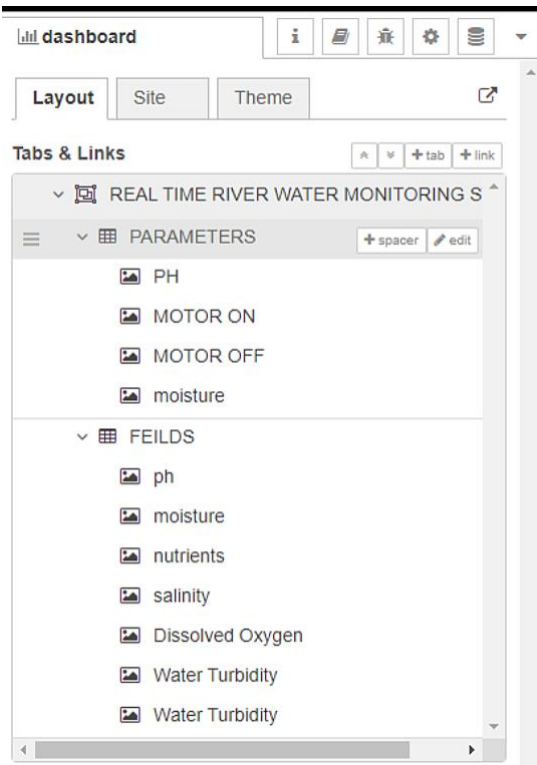 dashboard i
Layout Site Theme
Tabs & Links + tab + link
REAL TIME RIVER WATER MONITORING S
PARAMETERS + spacer edit
PH
MOTOR ON
MOTOR OFF
moisture
FEILDS
ph
moisture
nutrients
salinity
Dissolved Oxygen
Water Turbidity
Water Turbidity